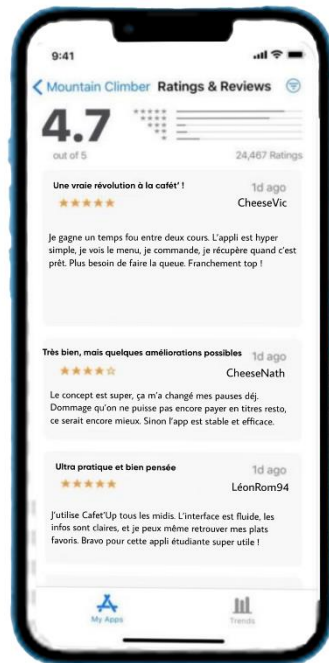 9:41
Mountain Climber Ratings & Reviews
4.7
out of 5
24,467 Ratings
Une vraie révolution à la cafét' !
1d ago
CheeseVic
Je gagne un temps fou entre deux cours. L'appli est hyper
simple, je vois le menu, je commande, je récupère quand c'est
prêt. Plus besoin de faire la queue. Franchement top !
Très bien, mais quelques améliorations possibles
1d ago
CheeseNath
Le concept est super, ça m'a changé mes pauses déj.
Dommage qu'on ne puisse pas encore payer en titres resto,
ce serait encore mieux. Sinon l'app est stable et efficace.
Ultra pratique et bien pensée
1d ago
LéonRom94
J'utilise Cafet'Up tous les midis. L'interface est fluide, les
infos sont claires, et je peux même retrouver mes plats
favoris. Bravo pour cette appli étudiante super utile !
My Apps
Trends